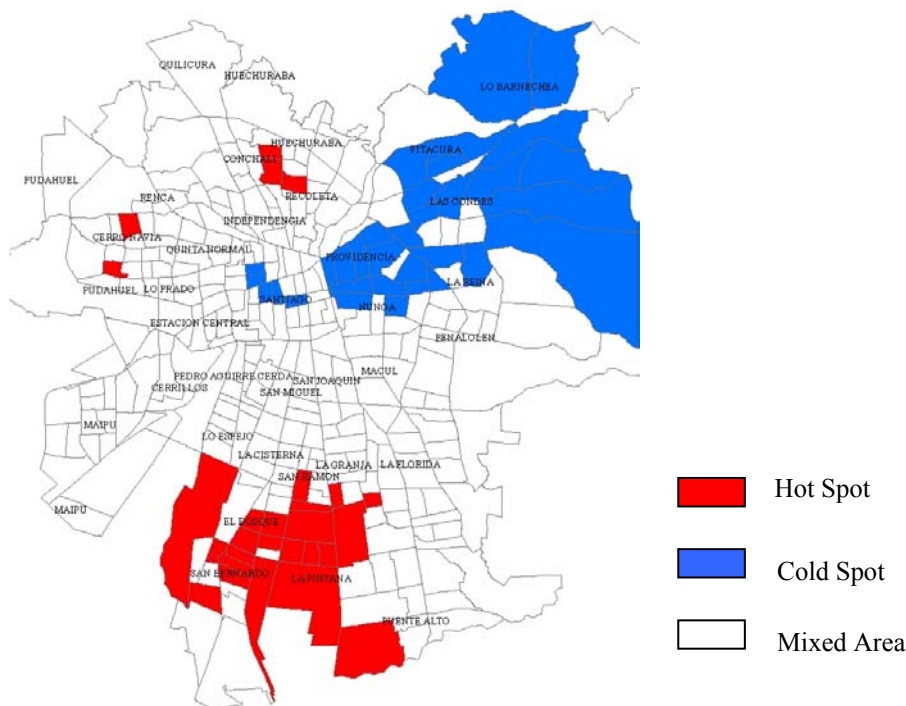 QUILICURA
HUECHURABA
LO BARNECHEA
HUECHURABA
CONCHALI
VITACURA
PUDAHUEL
RENCA
RECOLETA
LAS CONDES
INDEPENDENCIA
CERRO NAVIA
QUINTA NORMAL
PROVIDENCIA
LA REINA
PUDAHUEL
LO PRADO
SANTIAGO
NUNOA
ESTACION CENTRAL
PENALOLEN
MACUL
PEDRO AGUIRRE CERDA
SAN JOAQUIN
CERRILLOS
SAN MIGUEL
MAIPU
LO ESPEJO
LA CISTERNA
LA GRANJA
LA FLORIDA
SAN RAMON
MAIPU
EL BOSQUE
SAN BERNARDO
LA PINTANA
PUENTE ALTO
Hot Spot
Cold Spot
Mixed Area